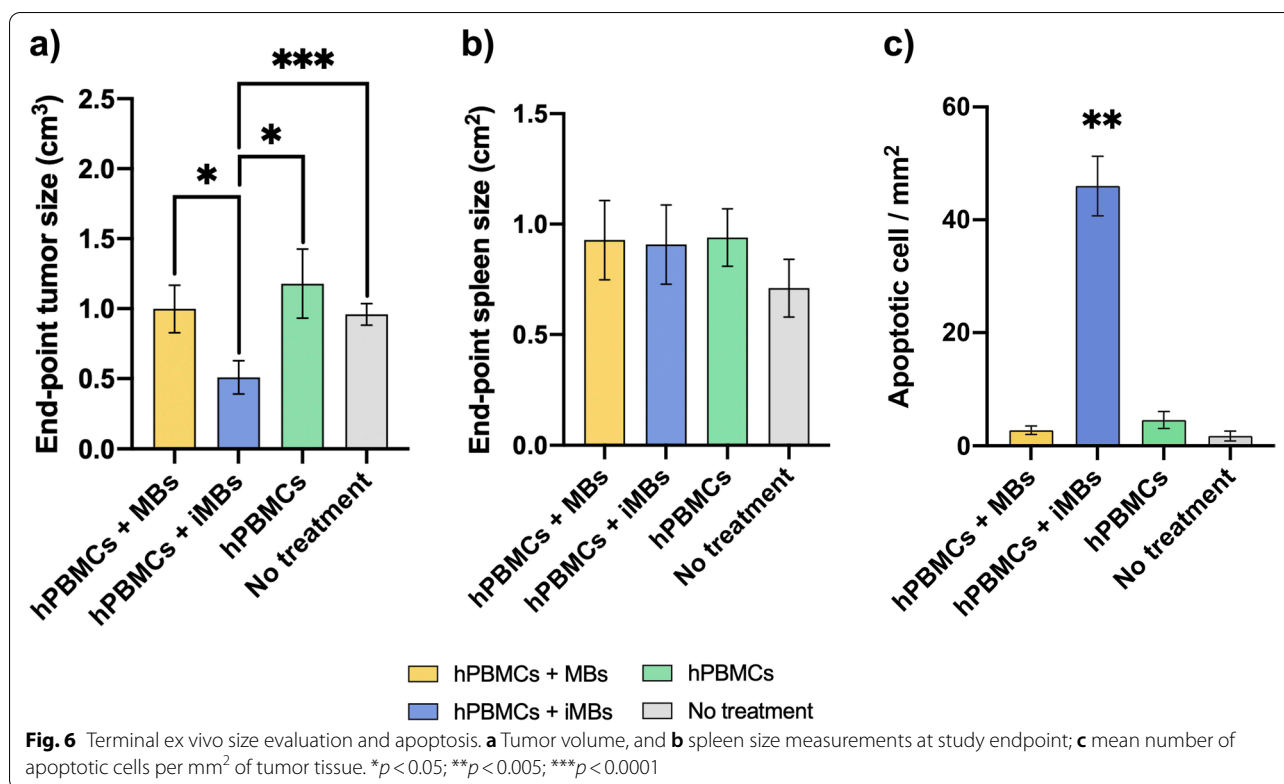 a)
End-point tumor size (cm³)
2.5
2.0
1.5
1.0
0.5
0.0
***
*
*
hPBMCs + MBs
hPBMCs + iMBs
hPBMCs
No treatment
b)
End-point spleen size (cm²)
1.5
1.0
0.5
0.0
hPBMCs + MBs
hPBMCs + iMBs
hPBMCs
No treatment
c)
Apoptotic cell / mm²
60
40
20
0
**
hPBMCs + MBs
hPBMCs + iMBs
hPBMCs
No treatment
hPBMCs + MBs
hPBMCs
hPBMCs + iMBs
No treatment
Fig. 6 Terminal ex vivo size evaluation and apoptosis. a Tumor volume, and b spleen size measurements at study endpoint; c mean number of
apoptotic cells per mm² of tumor tissue. *p < 0.05; **p < 0.005; ***p < 0.0001